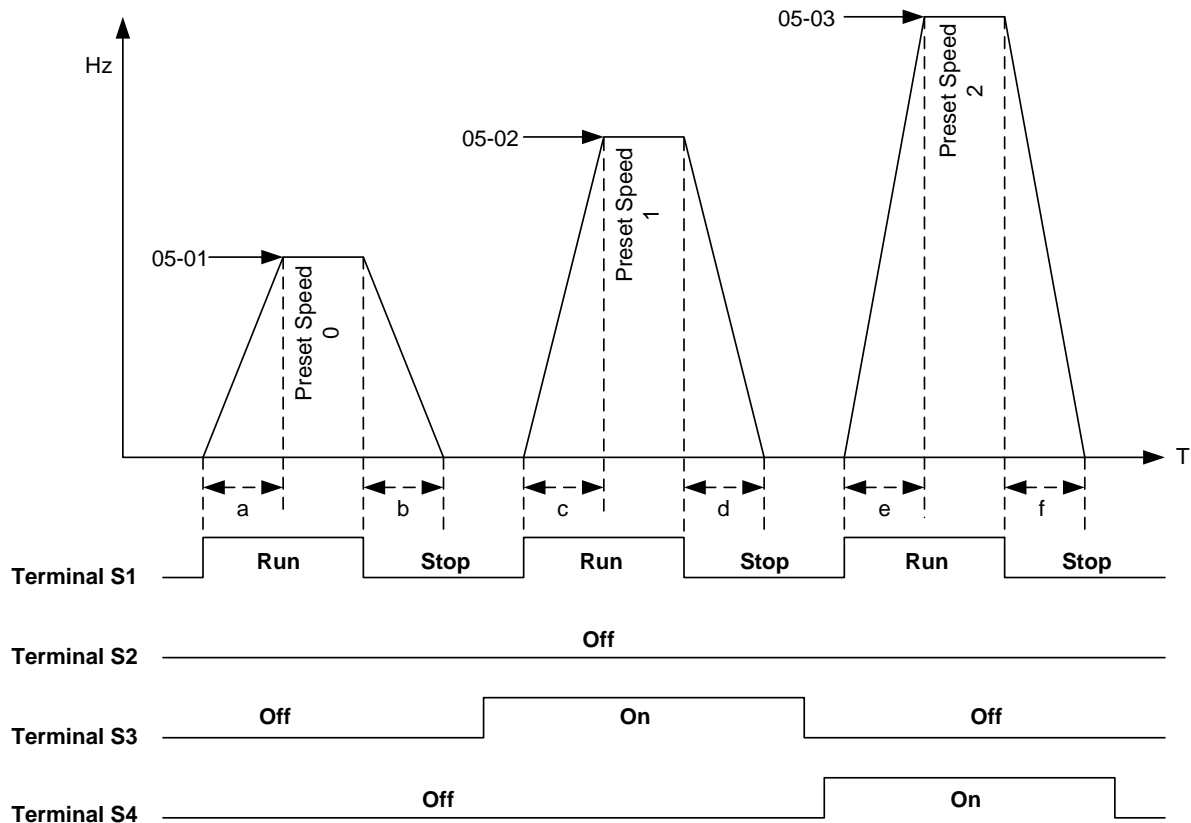 05-03
Hz
05-02
05-01
Preset Speed
0
Preset Speed
1
Preset Speed
2
T
a
b
c
d
e
f
Terminal S1
Run
Stop
Run
Stop
Run
Stop
Terminal S2
Off
Terminal S3
Off
On
Off
Terminal S4
Off
On